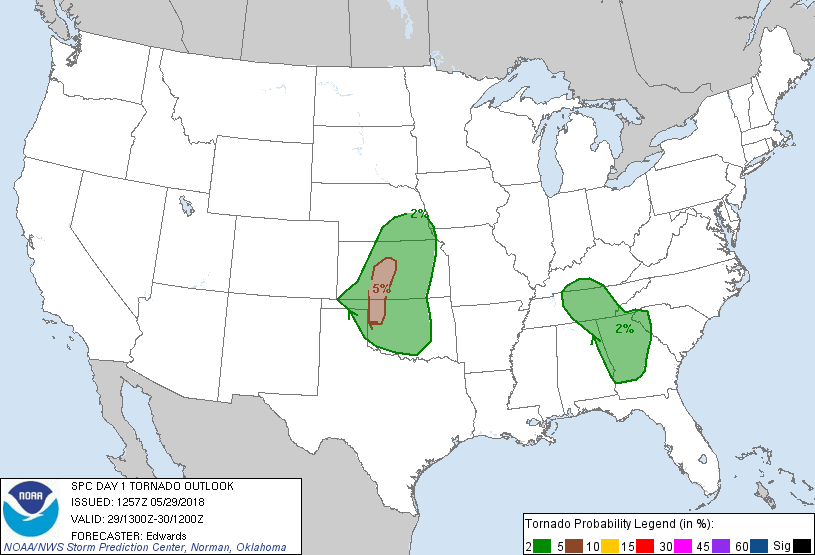 2%
5%
2%
NOAA
SPC DAY 1 TORNADO OUTLOOK
ISSUED: 1257Z 05/29/2018
VALID: 29/1300Z-30/1200Z
FORECASTER: Edwards
NOAA/NWS Storm Prediction Center, Norman, Oklahoma
Tornado Probability Legend (in %):
2 5 10 15 30 45 60 Sig